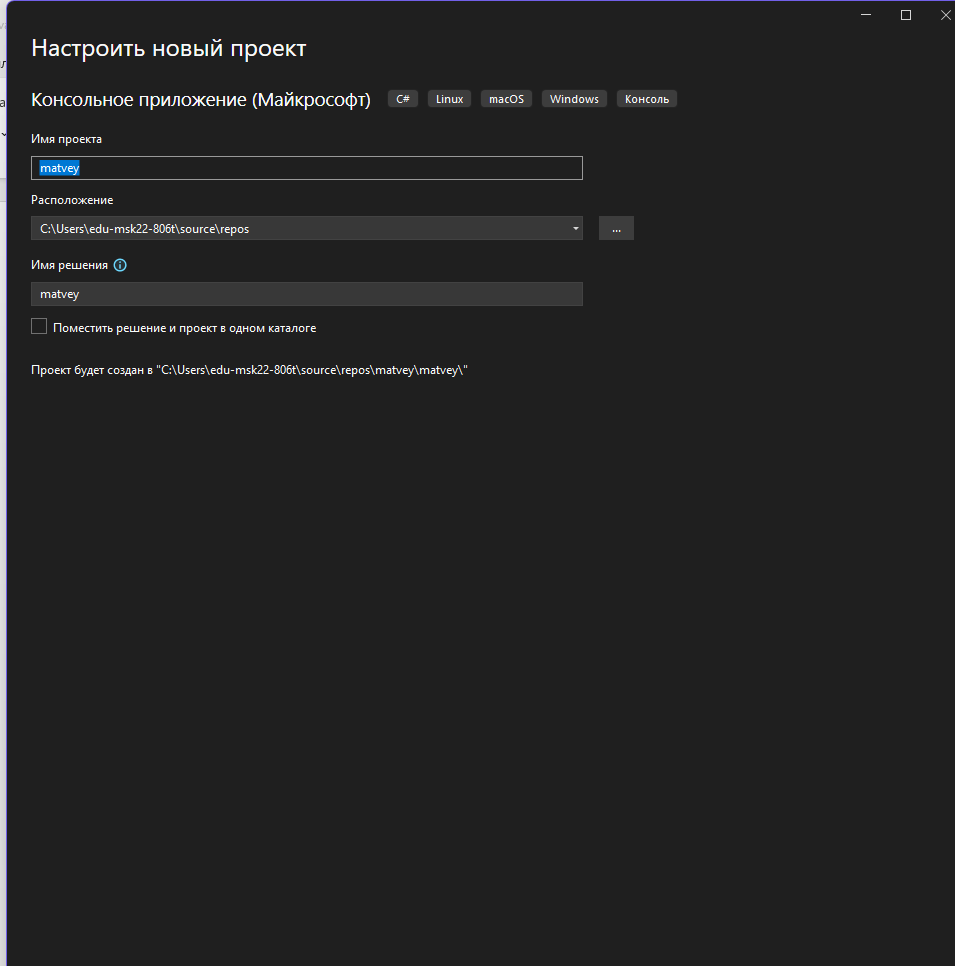 Настроить новый проект
Консольное приложение (Майкрософт) C# Linux macOS Windows Консоль
Имя проекта
matvey
Расположение
C:\Users\edu-msk22-806t\source\repos
...
Имя решения
matvey
Поместить решение и проект в одном каталоге
Проект будет создан в "C:\Users\edu-msk22-806t\source\repos\matvey\matvey\"